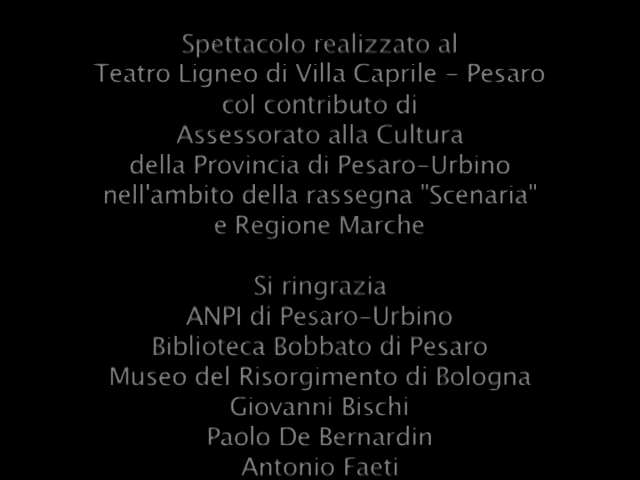 Spettacolo realizzato al
Teatro Ligneo di Villa Caprile - Pesaro
col contributo di
Assessorato alla Cultura
della Provincia di Pesaro-Urbino
nell'ambito della rassegna "Scenaria"
e Regione Marche
Si ringrazia
ANPI di Pesaro-Urbino
Biblioteca Bobbato di Pesaro
Museo del Risorgimento di Bologna
Giovanni Bischi
Paolo De Bernardin
Antonio Faeti